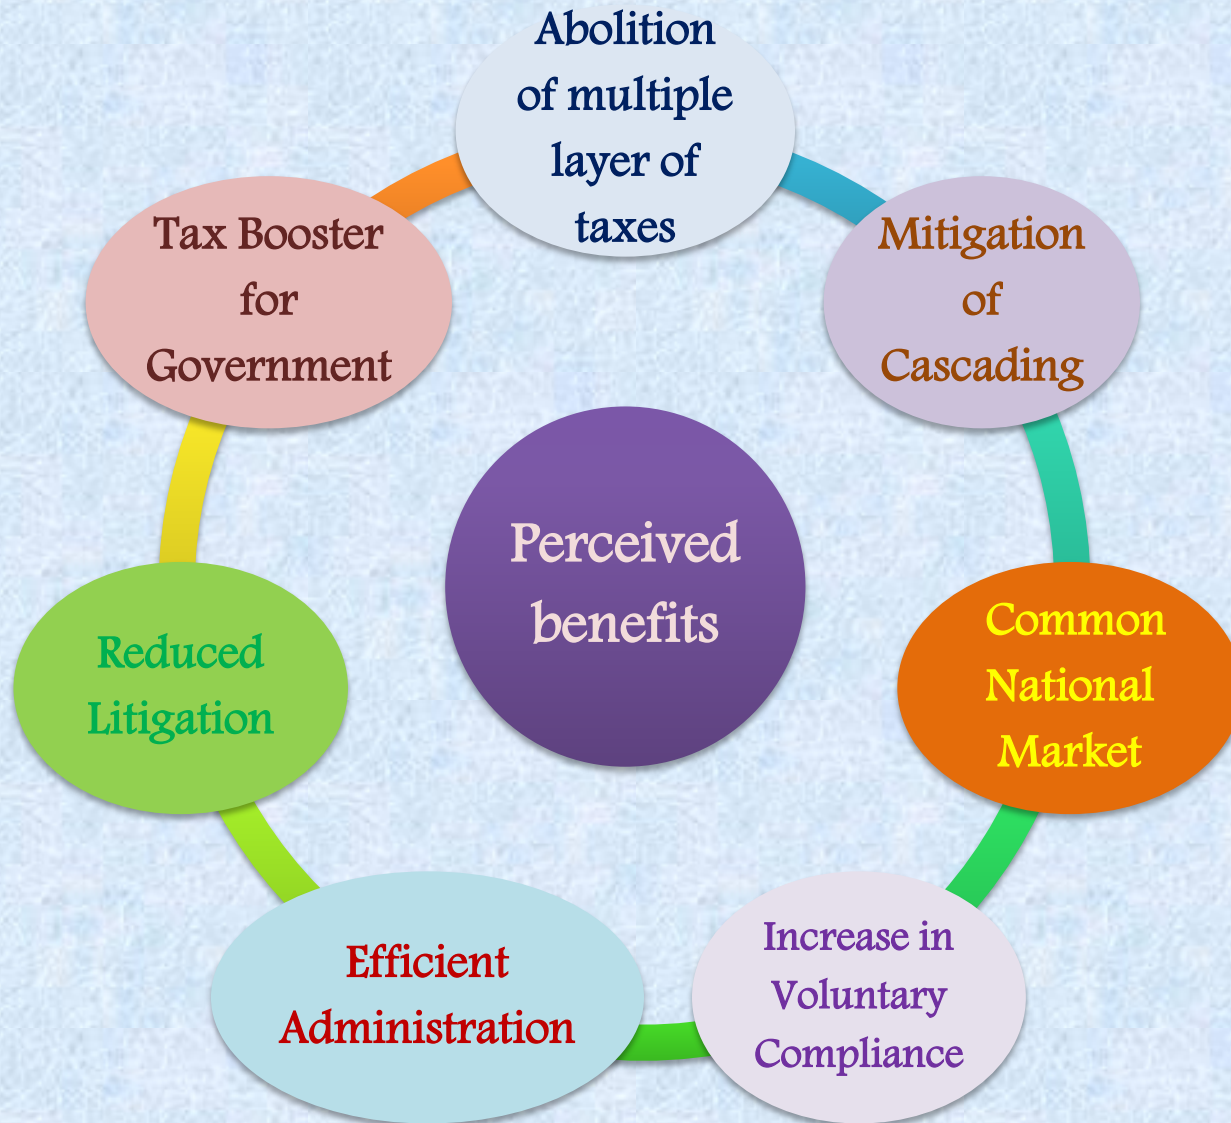 Abolition
of multiple
layer of
taxes
Mitigation
of
Cascading
Common
National
Market
Increase in
Voluntary
Compliance
Efficient
Administration
Reduced
Litigation
Tax Booster
for
Government
Perceived
benefits